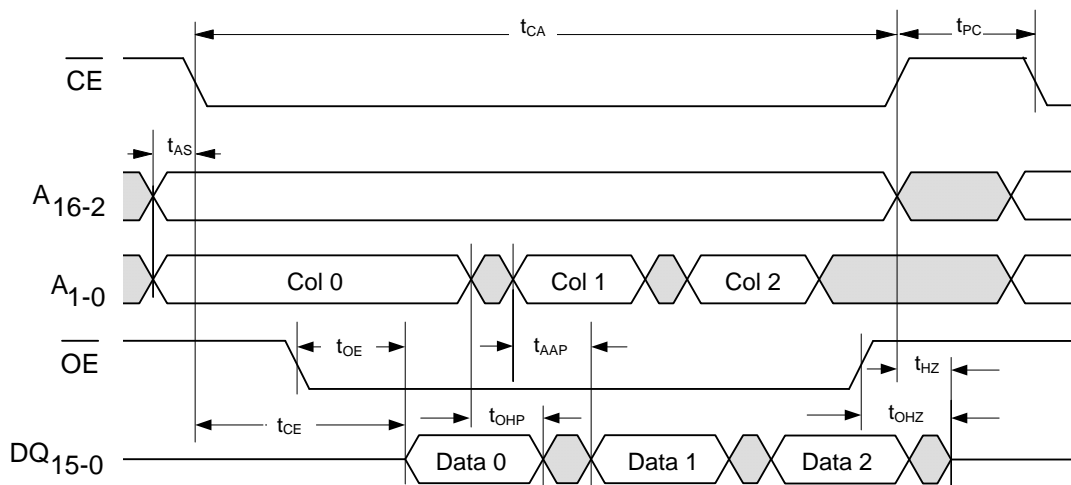 tCA
tPC
CE
tAS
A16-2
A1-0
Col 0
Col 1
Col 2
OE
tOE
tAAP
tHZ
tCE
tOHP
tOHZ
DQ15-0
Data 0
Data 1
Data 2